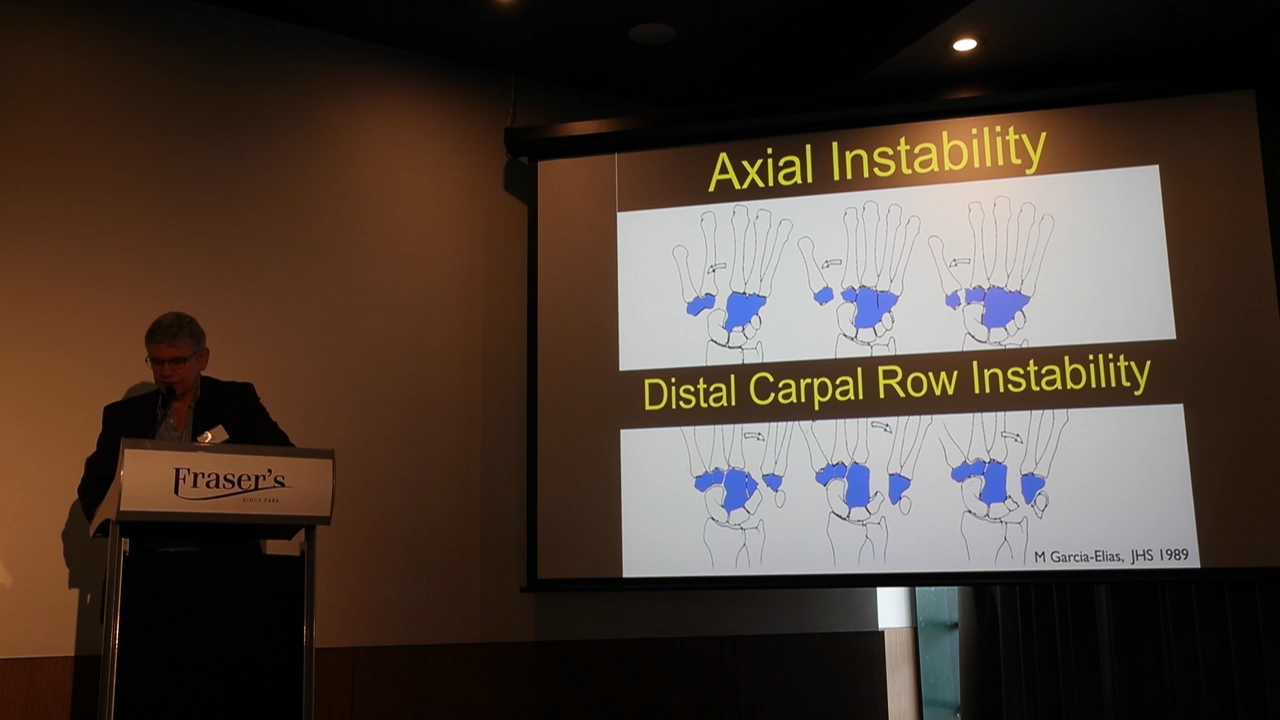 Axial Instability
Distal Carpal Row Instability
M Garcia-Elias, JHS 1989
Fraser's
KINGS PARK